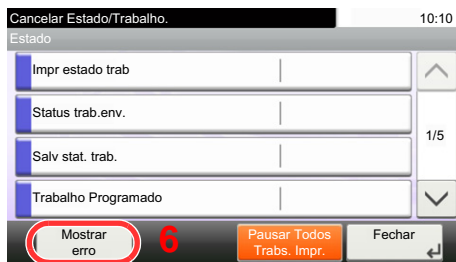 Cancelar Estado/Trabalho.
10:10
Estado
Impr estado trab
Status trab.env.
1/5
Salv stat. trab.
Trabalho Programado
Mostrar
erro
6
Pausar Todos
Trabs. Impr.
Fechar